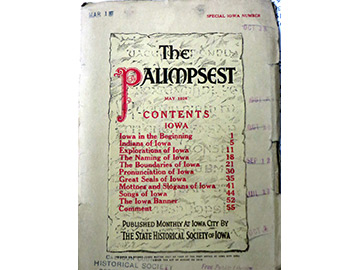 MAR
SPECIAL IOWA NUMBER
The
PALIMPSEST
CONTENTS
IOWA
Iowa in the Beginning 1
Indians of Iowa 5
Explorations of Iowa 11
The Naming of Iowa 18
The Boundaries of Iowa 21
Pronunciation of Iowa 30
Great Seals of Iowa 35
Mottoes and Slogans of Iowa 41
Songs of Iowa 44
The Iowa Banner 52
Comment 55
PUBLISHED MONTHLY AT IOWA CITY BY
THE STATE HISTORICAL SOCIETY OF IOWA
HISTORICAL SOCIETY